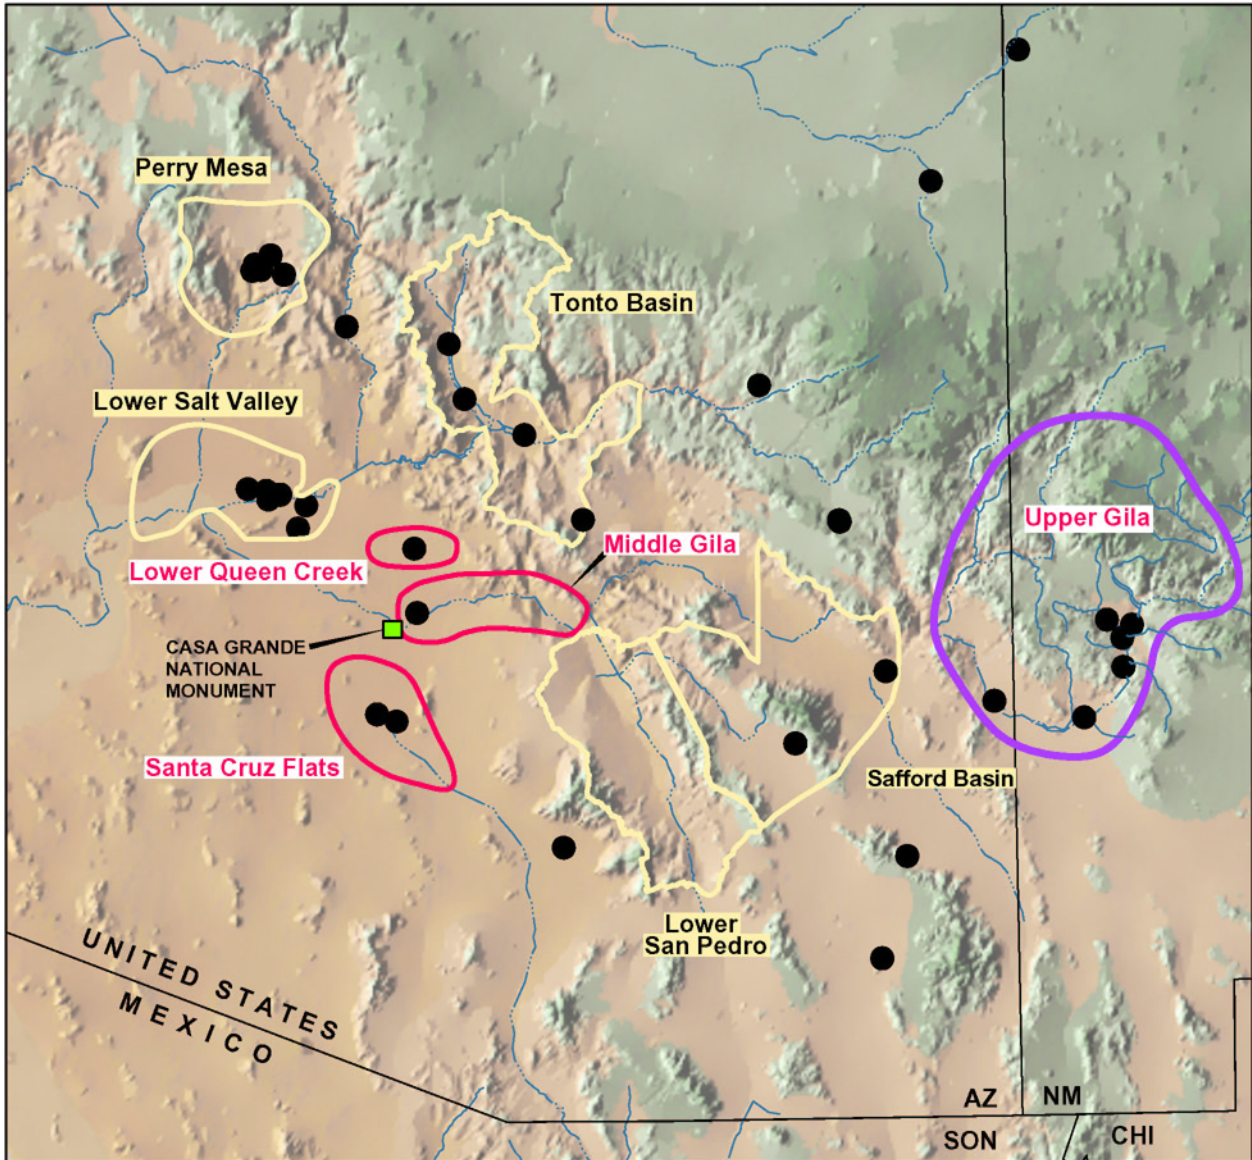 Perry Mesa
Tonto Basin
Lower Salt Valley
Upper Gila
Middle Gila
Lower Queen Creek
CASA GRANDE
NATIONAL
MONUMENT
Santa Cruz Flats
Safford Basin
Lower
San Pedro
UNITED STATES
MEXICO
AZ
NM
SON
CHI